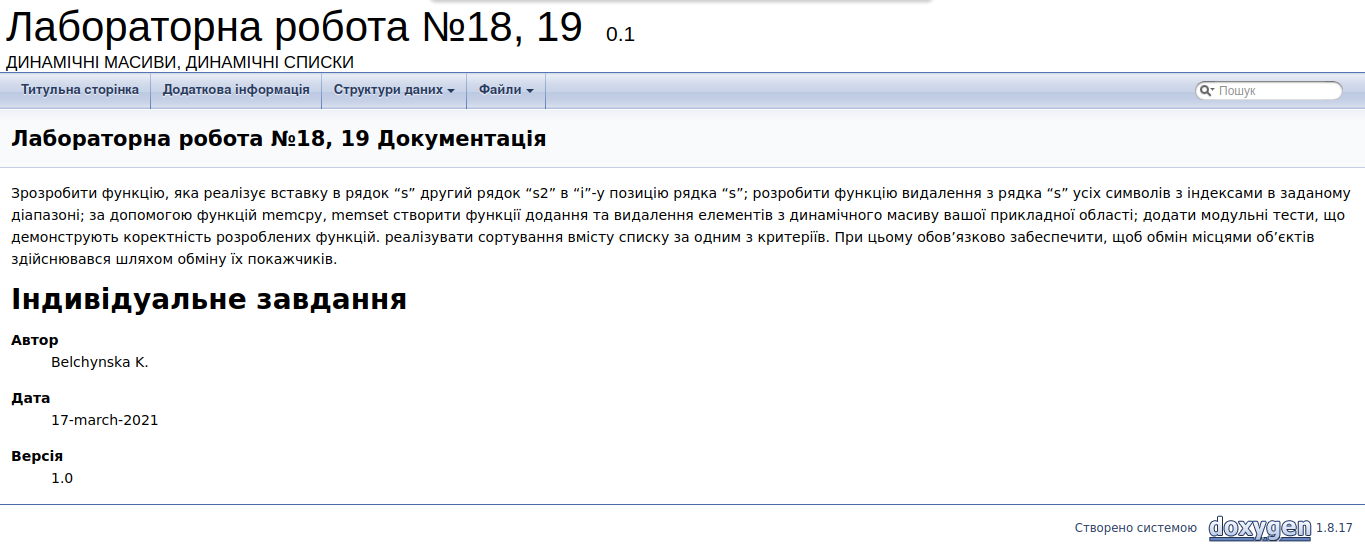 Лабораторна робота №18, 19 0.1
ДИНАМІЧНІ МАСИВИ, ДИНАМІЧНІ СПИСКИ
Титульна сторінка Додаткова інформація Структури даних Файли Пошук
Лабораторна робота №18, 19 Документація
Зрозробити функцію, яка реалізує вставку в рядок “s” другий рядок “s2” в “i”-у позицію рядка “s”; розробити функцію видалення з рядка “s” усіх символів з індексами в заданому
діапазоні; за допомогою функцій memcpy, memset створити функції додання та видалення елементів з динамічного масиву вашої прикладної області; додати модульні тести, що
демонструють коректність розроблених функцій. реалізувати сортування вмісту списку за одним з критеріїв. При цьому обов’язково забезпечити, щоб обмін місцями об’єктів
здійснювався шляхом обміну їх покажчиків.
Індивідуальне завдання
Автор
Belchynska K.
Дата
17-march-2021
Версія
1.0
Створено системою doxygen 1.8.17